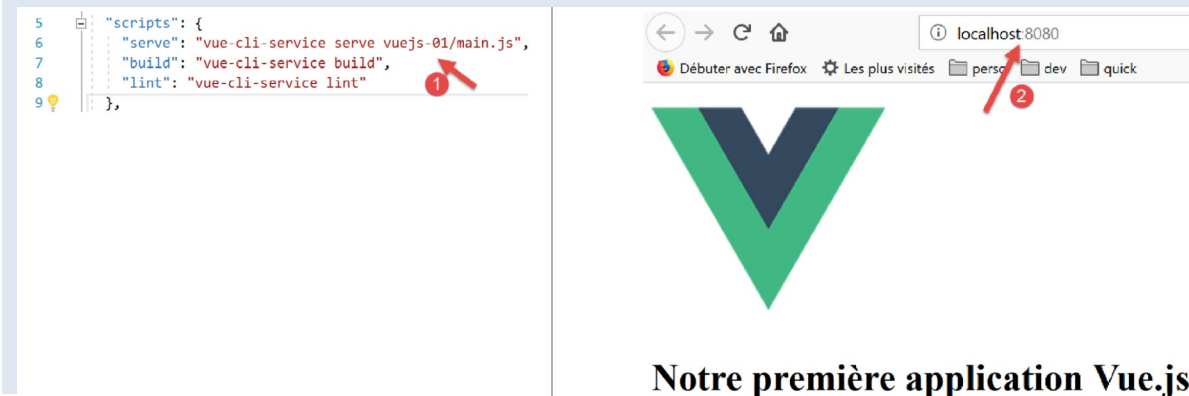 5 "scripts": {
6 "serve": "vue-cli-service serve vuejs-01/main.js",
7 "build": "vue-cli-service build",
8 "lint": "vue-cli-service lint"
9 },
1
localhost:8080
Débuter avec Firefox Les plus visités perso dev quick
2
Notre première application Vue.js